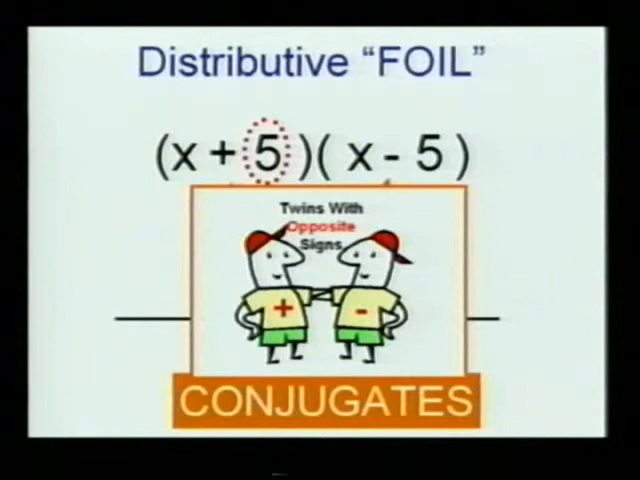 Distributive “FOIL”
(x + 5 )( x - 5 )
Twins With
Opposite
Signs
+ -
CONJUGATES